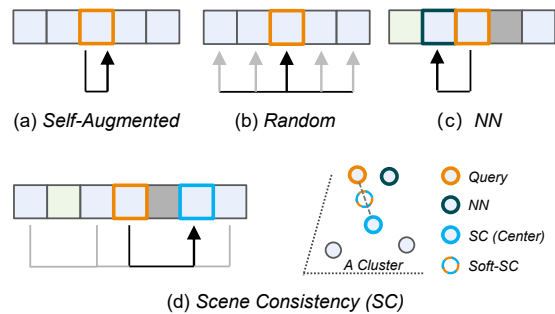 (a) Self-Augmented
(b) Random
(c) NN
Query
NN
SC (Center)
Soft-SC
A Cluster
(d) Scene Consistency (SC)